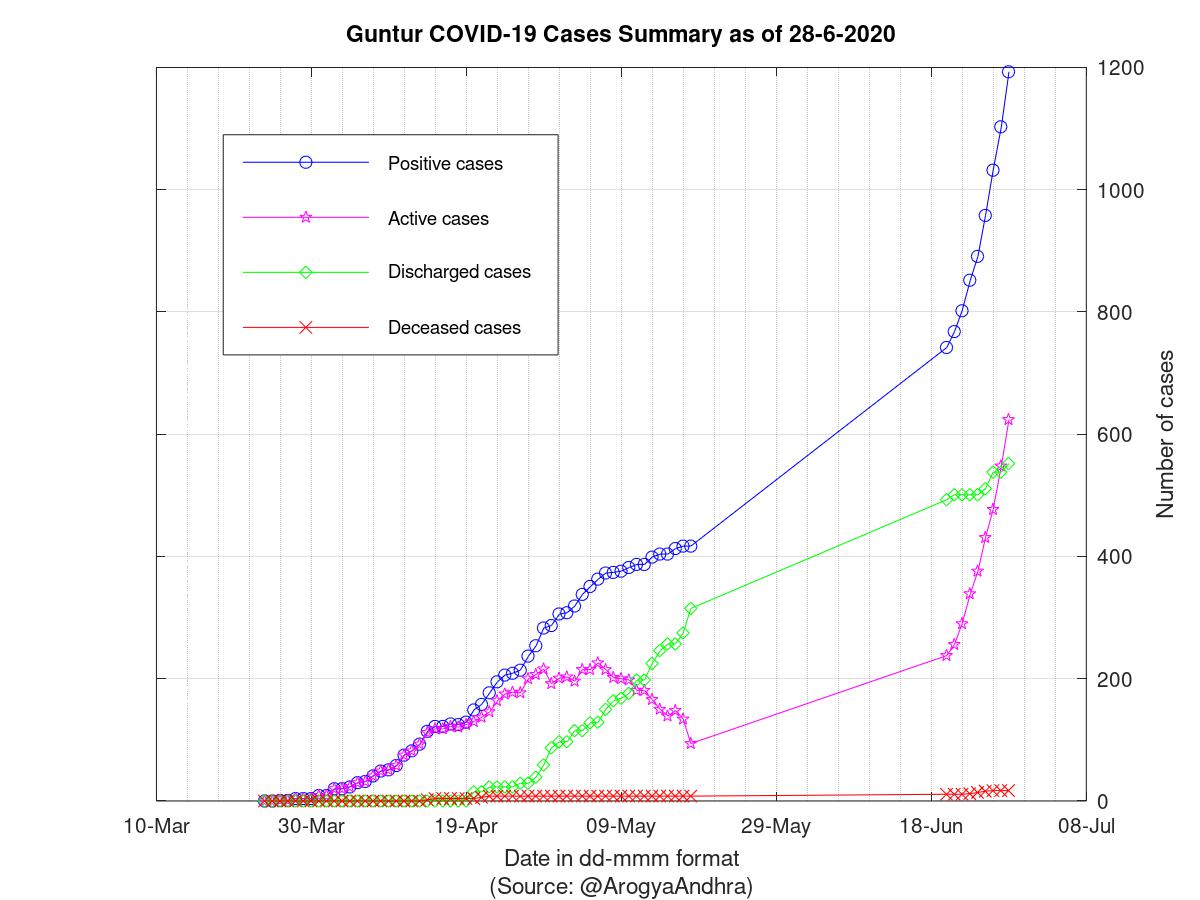 Guntur COVID-19 Cases Summary as of 28-6-2020
Positive cases
Active cases
Discharged cases
Deceased cases
1200
1000
800
600
400
200
0
Number of cases
10-Mar 30-Mar 19-Apr 09-May 29-May 18-Jun 08-Jul
Date in dd-mmm format
(Source: @ArogyaAndhra)